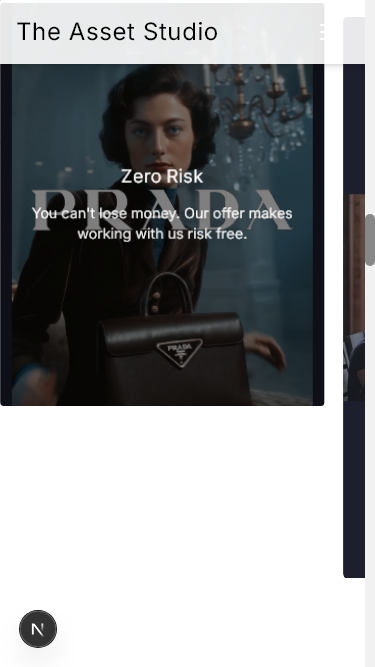 The Asset Studio
Zero Risk
PRADA
You can't lose money. Our offer makes
working with us risk free.
PRADA
N